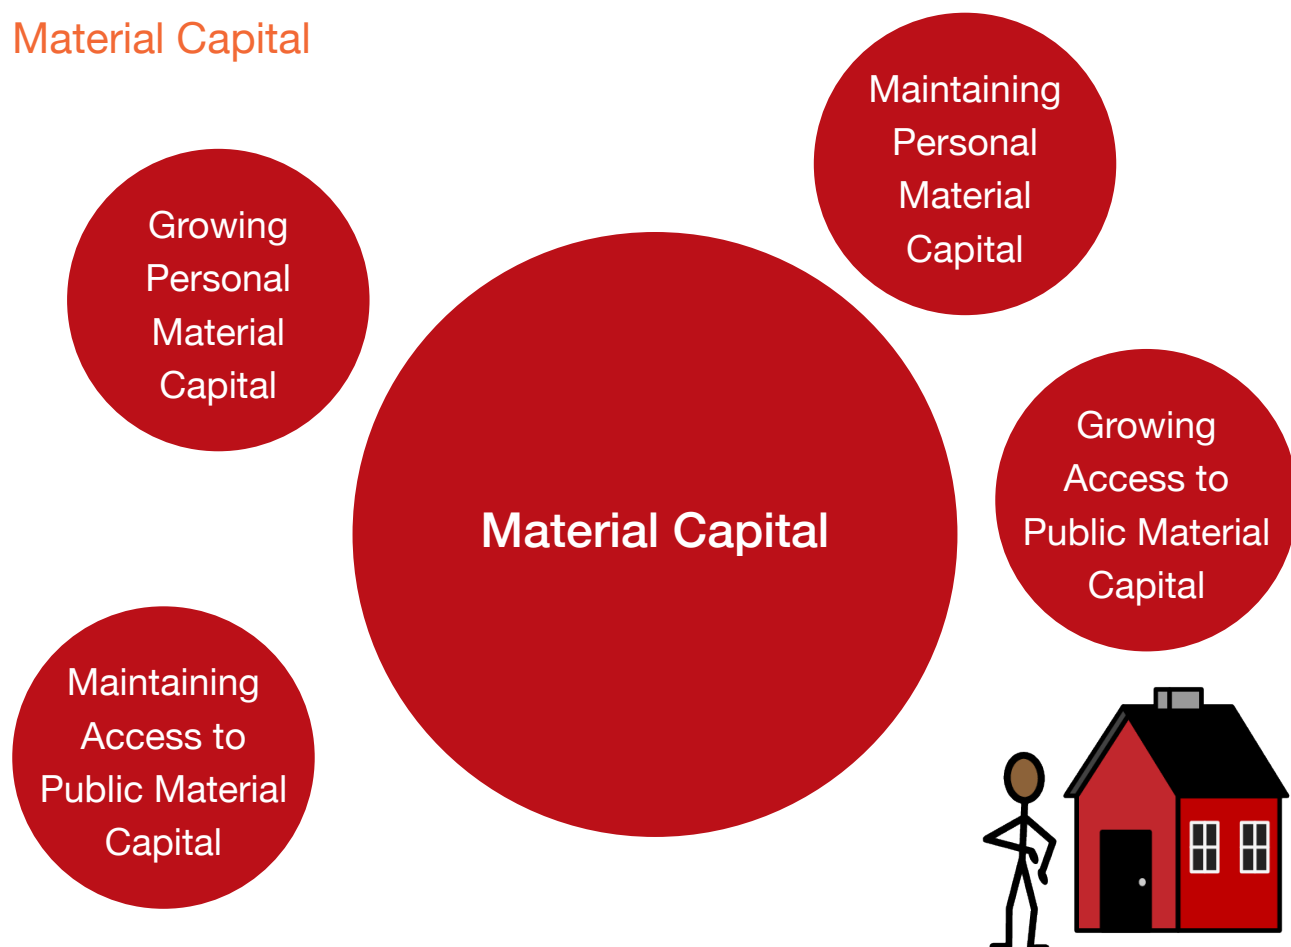 Material Capital
Maintaining
Personal
Material
Capital
Growing
Personal
Material
Capital
Growing
Access to
Public Material
Capital
Material Capital
Maintaining
Access to
Public Material
Capital